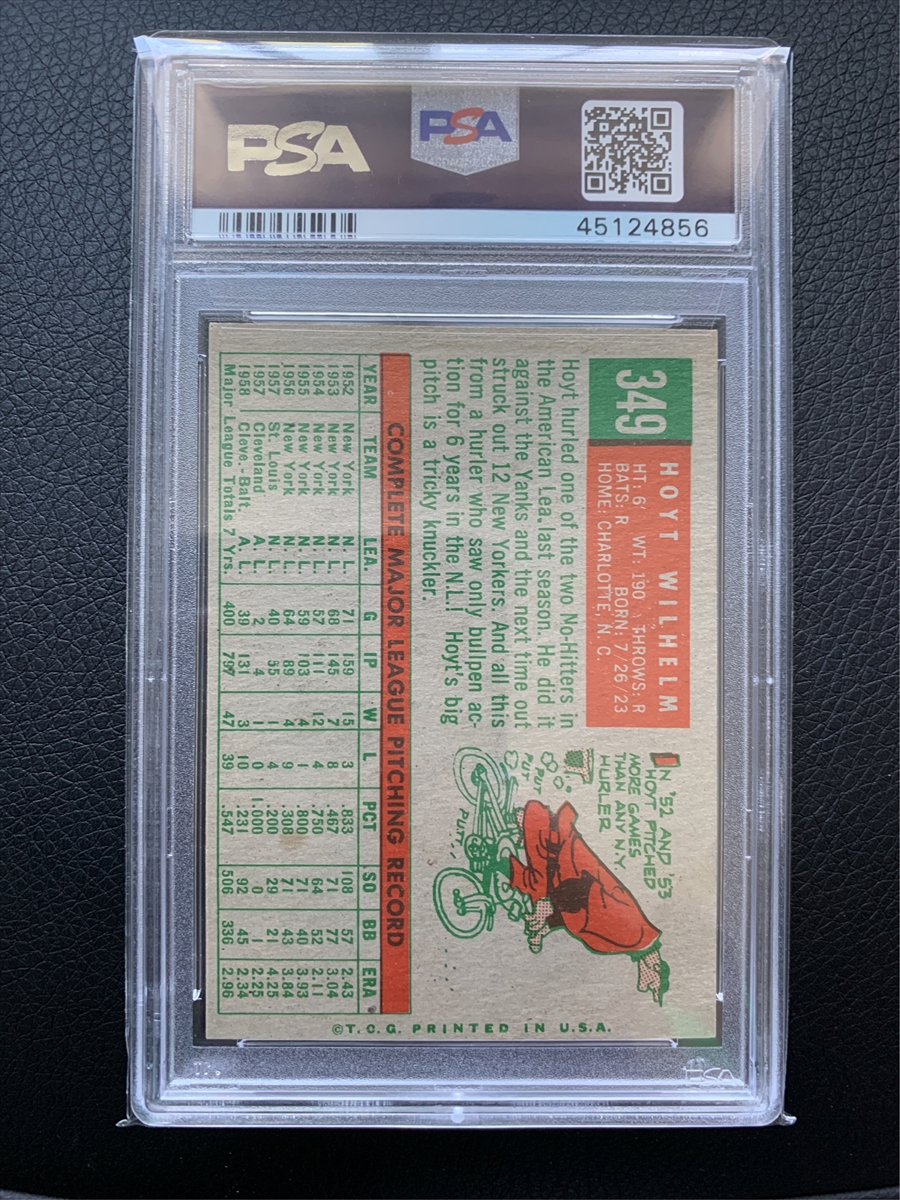 PSA
PSA
45124856
349
HOYT WILHELM
HT: 6' WT: 190 THROWS: R
BATS: R BORN: 7/26/23
HOME: CHARLOTTE, N. C.
Hoyt hurled one of the two No-Hitters in
the American Lea. last season. He did it
against the Yanks and the next time out
struck out 12 New Yorkers. And all this
from a hurler who saw only bullpen ac-
tion for 6 years in the N.L.! Hoyt's big
pitch is a tricky knuckler.
IN '52 AND '53
HOYT PITCHED
MORE GAMES
THAN ANY N.Y.
HURLER
PUT
PUT
PUT
PUTT..
COMPLETE MAJOR LEAGUE PITCHING RECORD
YEAR TEAM LEA. G IP W L PCT SO BB ERA
1952 New York N. L. 71 159 15 3 .833 108 57 2.43
1953 New York N. L. 68 145 7 8 .467 71 77 3.04
1954 New York N. L. 57 111 12 4 .750 64 52 2.11
1955 New York N. L. 59 103 4 1 .800 71 40 3.93
1956 New York N. L. 64 89 4 9 .308 71 43 3.84
1957 St. Louis N. L. 40 55 1 4 .200 29 21 4.25
1957 Cleveland A. L. 2 4 1 0 1.000 0 1 2.25
1958 Cleve.-Balt. A. L. 39 131 3 10 .231 92 45 2.34
Major League Totals 7 Yrs. 400 797 47 39 .547 506 336 2.96
©T.C.G. PRINTED IN U.S.A.
PSA